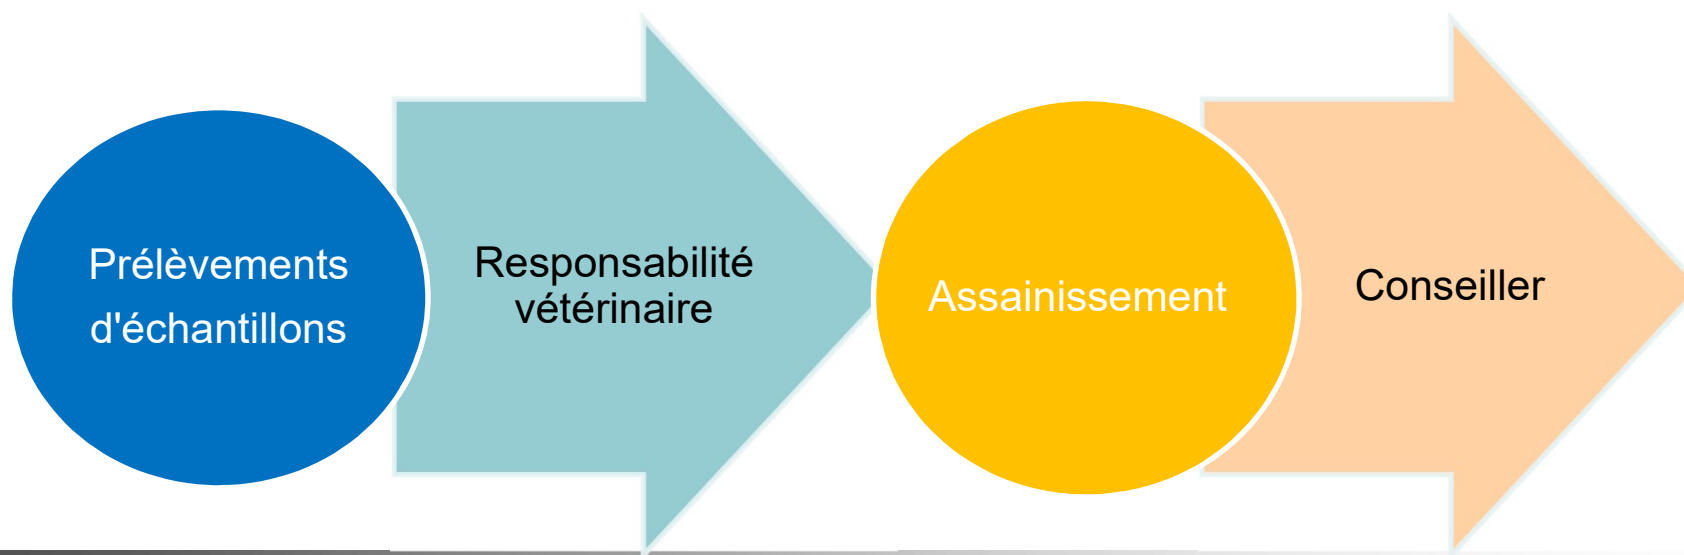 Prélèvements
d'échantillons
Responsabilité
vétérinaire
Assainissement
Conseiller